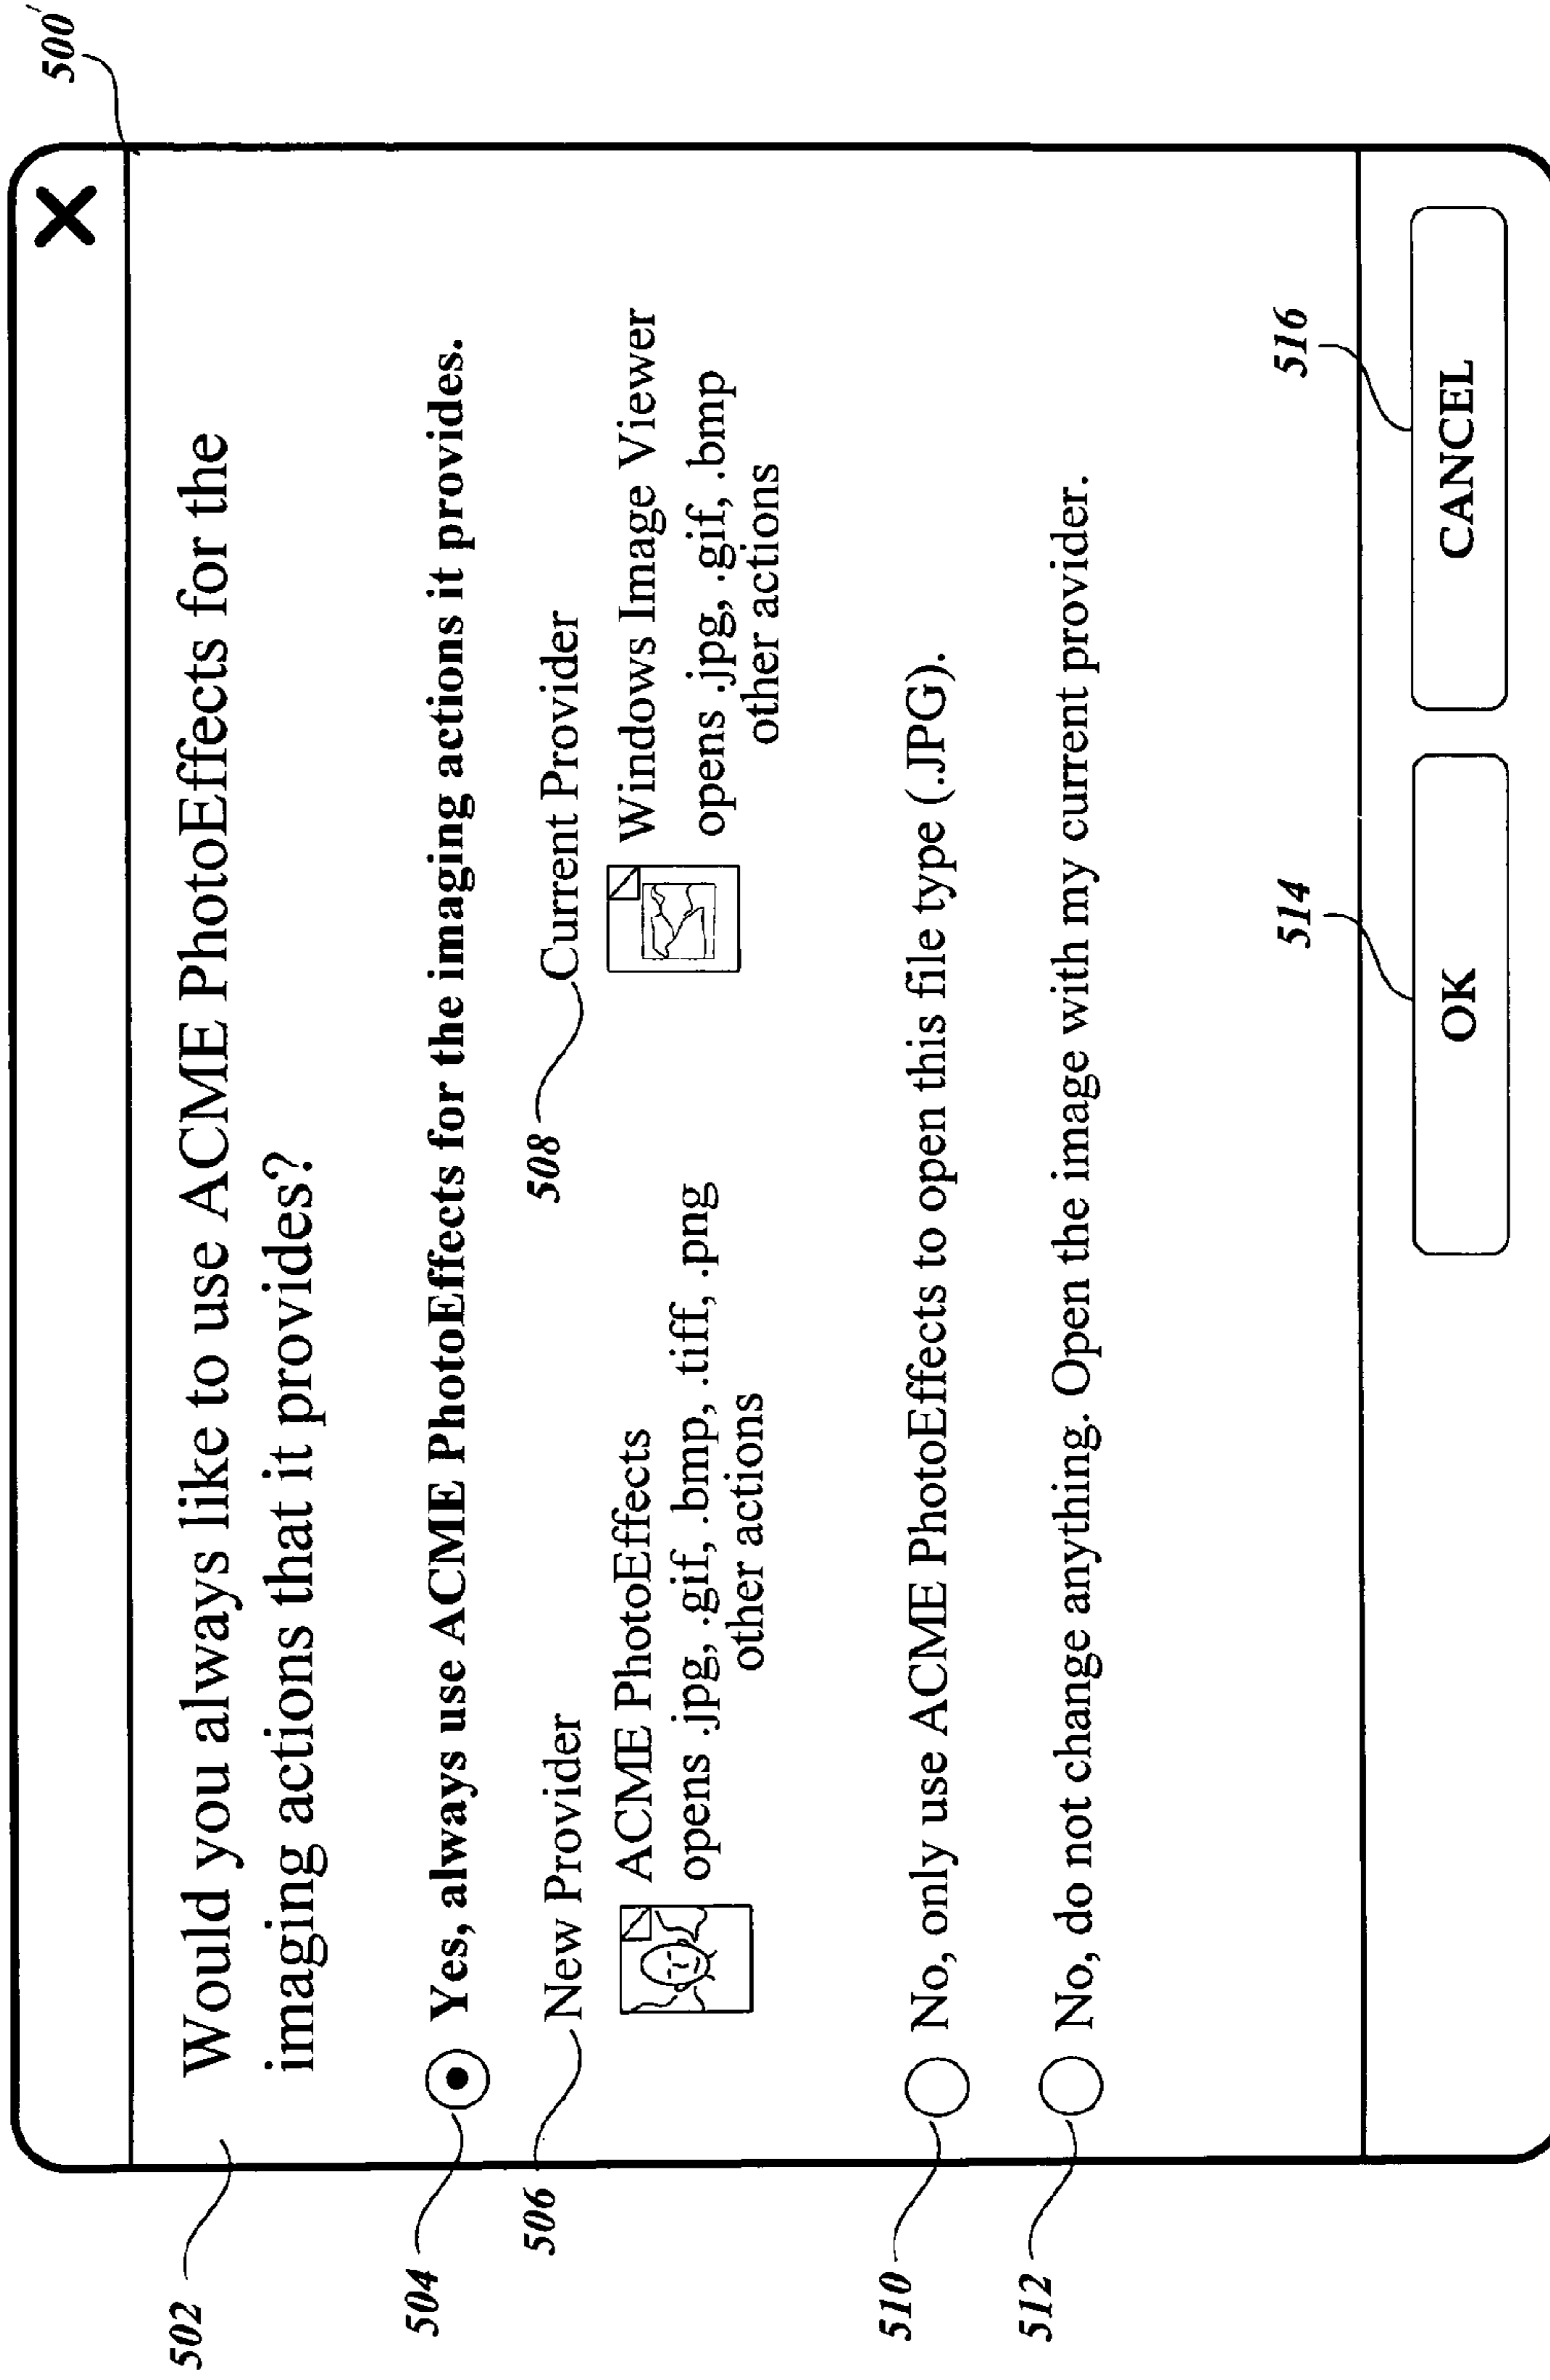 500
502
Would you always like to use ACME PhotoEffects for the
imaging actions that it provides?
504
Yes, always use ACME PhotoEffects for the imaging actions it provides.
506
New Provider
ACME PhotoEffects
opens .jpg, .gif, .bmp, .tiff, .png
other actions
508
Current Provider
Windows Image Viewer
opens .jpg, .gif, .bmp
other actions
510
No, only use ACME PhotoEffects to open this file type (.JPG).
512
No, do not change anything. Open the image with my current provider.
514
OK
516
CANCEL